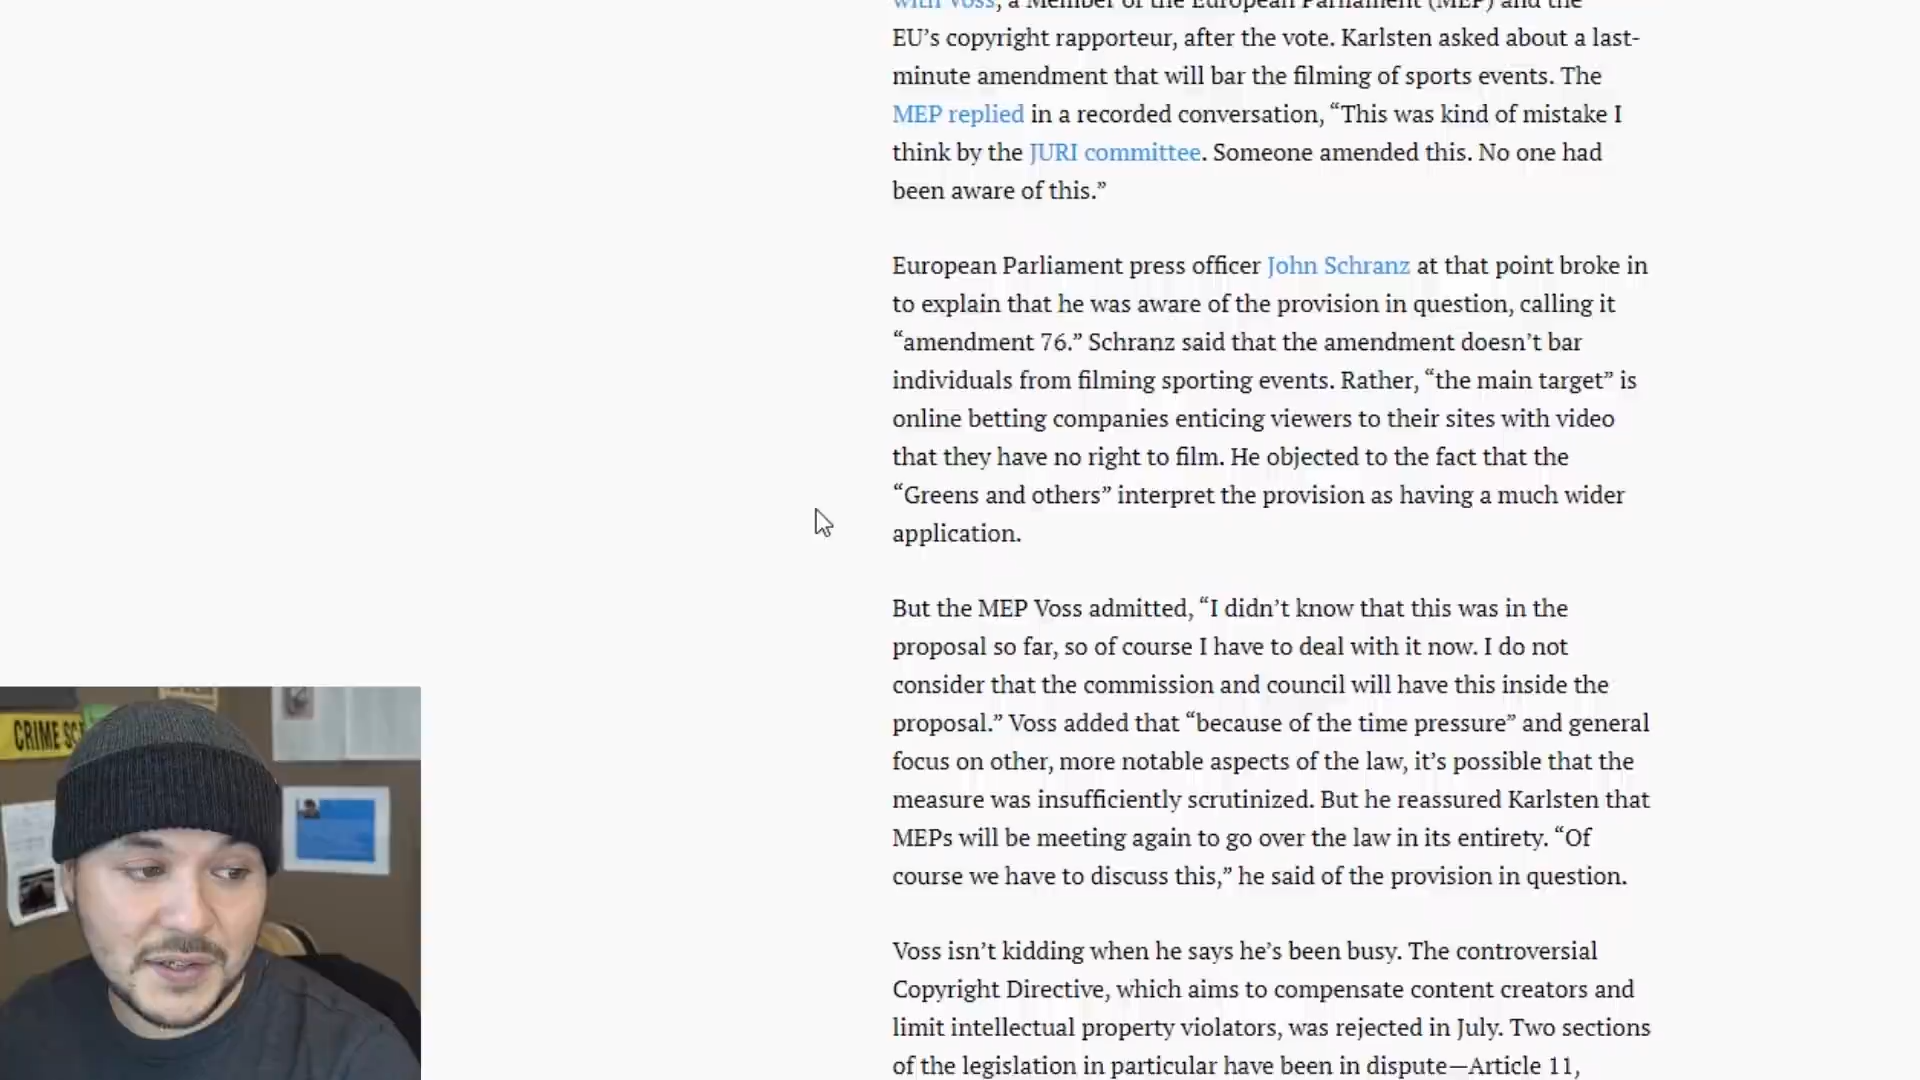 with Voss, a Member of the European Parliament (MEP) and the
EU’s copyright rapporteur, after the vote. Karlsten asked about a last-
minute amendment that will bar the filming of sports events. The
MEP replied in a recorded conversation, “This was kind of mistake I
think by the JURI committee. Someone amended this. No one had
been aware of this.”
European Parliament press officer John Schranz at that point broke in
to explain that he was aware of the provision in question, calling it
“amendment 76.” Schranz said that the amendment doesn’t bar
individuals from filming sporting events. Rather, “the main target” is
online betting companies enticing viewers to their sites with video
that they have no right to film. He objected to the fact that the
“Greens and others” interpret the provision as having a much wider
application.
But the MEP Voss admitted, “I didn’t know that this was in the
proposal so far, so of course I have to deal with it now. I do not
consider that the commission and council will have this inside the
proposal.” Voss added that “because of the time pressure” and general
focus on other, more notable aspects of the law, it’s possible that the
measure was insufficiently scrutinized. But he reassured Karlsten that
MEPs will be meeting again to go over the law in its entirety. “Of
course we have to discuss this,” he said of the provision in question.
Voss isn’t kidding when he says he’s been busy. The controversial
Copyright Directive, which aims to compensate content creators and
limit intellectual property violators, was rejected in July. Two sections
of the legislation in particular have been in dispute—Article 11,
CRIME SC